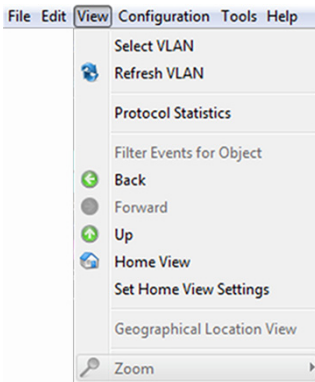 File Edit View Configuration Tools Help
Select VLAN
Refresh VLAN
Protocol Statistics
Filter Events for Object
Back
Forward
Up
Home View
Set Home View Settings
Geographical Location View
Zoom